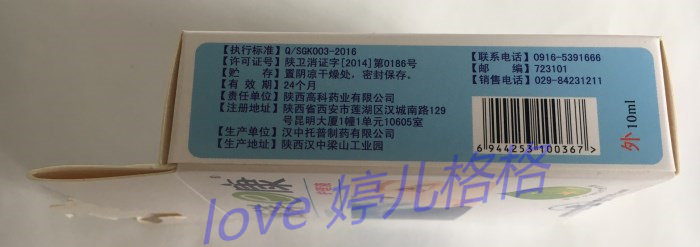 【执行标准】Q/SGK003-2016
【许可证号】陕卫消证字[2014]第0186号
【贮 存】置阴凉干燥处，密封保存。
【有 效 期】24个月
【责任单位】陕西高科药业有限公司
【注册地址】陕西省西安市莲湖区汉城南路129
号昆明大厦1幢1单元10605室
【生产单位】汉中托普制药有限公司
【生产地址】陕西汉中梁山工业园
【联系电话】0916-5391666
【邮 编】723101
【销售电话】029-84231211
6 944253 100367>
外 10ml
love 婷儿格格